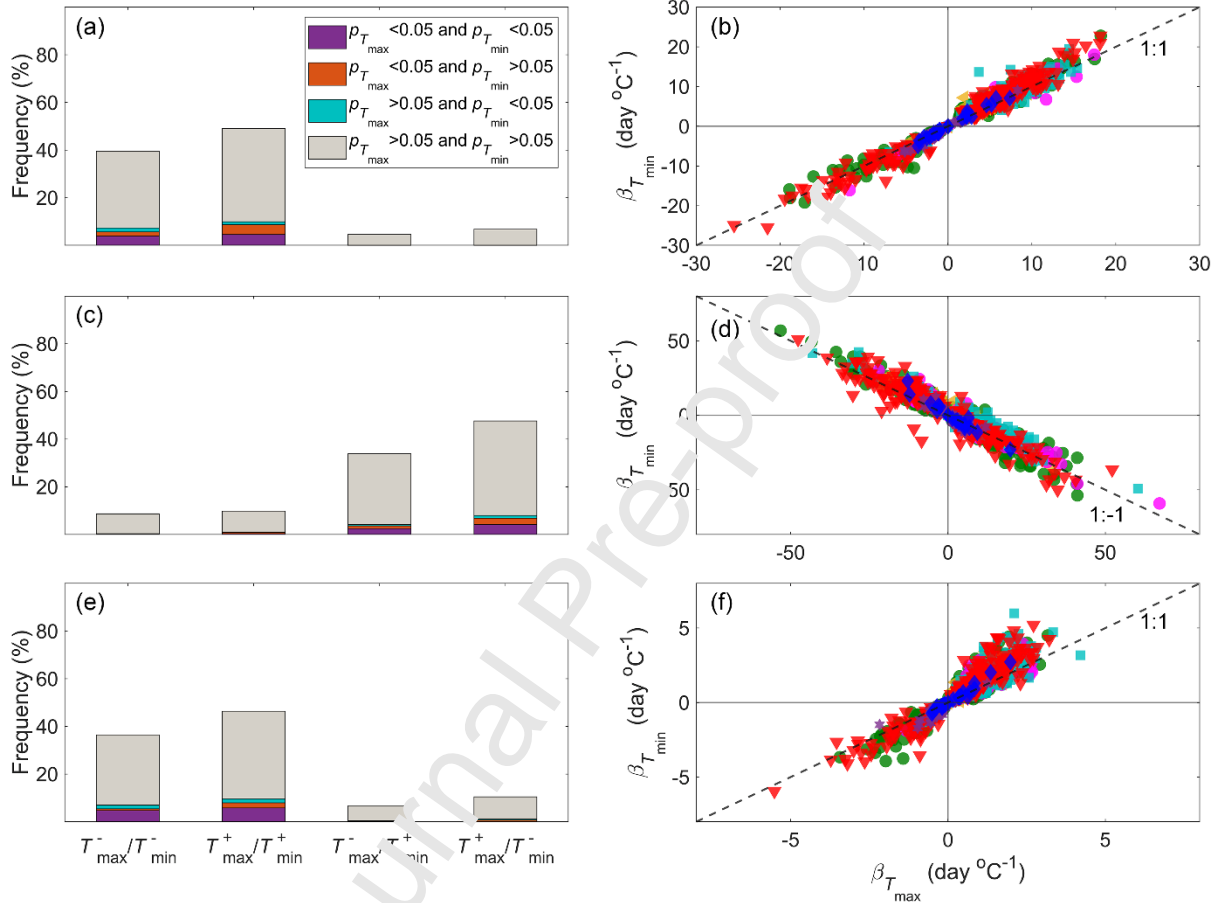 (a)
Frequency (%)
80
60
40
20
p_Tmax <0.05 and p_Tmin <0.05
p_Tmax <0.05 and p_Tmin >0.05
p_Tmax >0.05 and p_Tmin <0.05
p_Tmax >0.05 and p_Tmin >0.05
(b)
1:1
β_Tmin (day °C⁻¹)
30
20
10
0
-10
-20
-30
-30 -20 -10 0 10 20 30
(c)
Frequency (%)
80
60
40
20
(d)
1:-1
β_Tmin (day °C⁻¹)
50
0
50
-50 0 50
(e)
Frequency (%)
80
60
40
20
T⁻max/T⁻min T⁺max/T⁺min T⁻max/T⁺min T⁺max/T⁻min
(f)
1:1
β_Tmin (day °C⁻¹)
5
0
-5
-5 0 5
β_Tmax (day °C⁻¹)
urnal Pre-proof